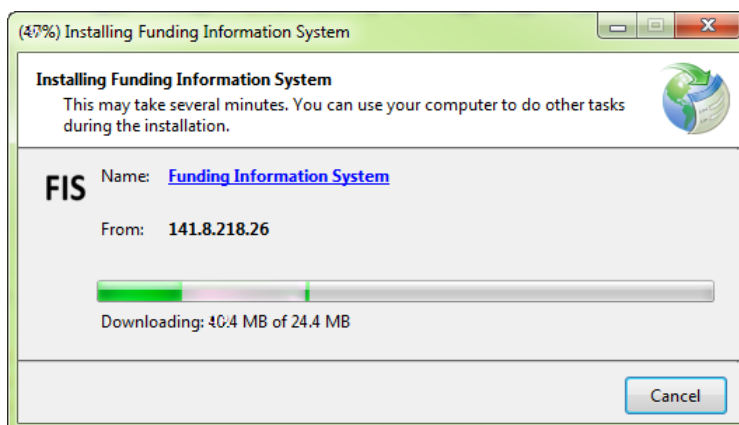 Installing Funding Information System
Installing Funding Information System
This may take several minutes. You can use your computer to do other tasks
during the installation.
FIS
Name: Funding Information System
From: 141.8.218.26
Downloading: MB of 24.4 MB
Cancel